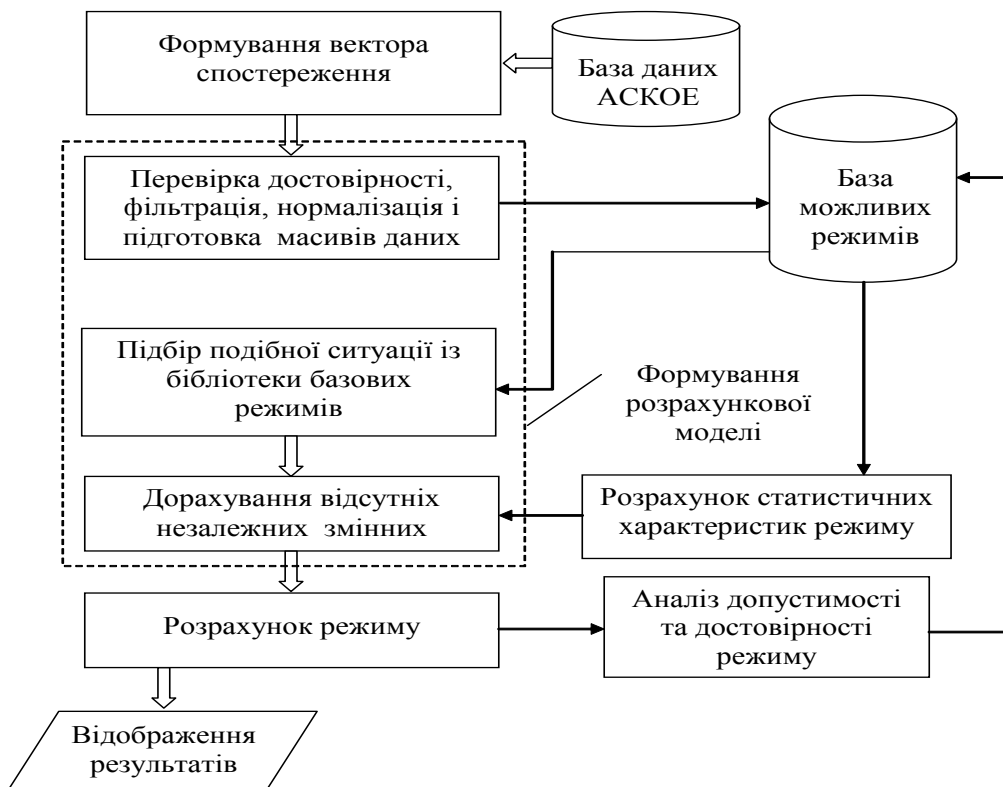 Формування вектора
спостереження
База даних
АСКОЕ
Перевірка достовірності,
фільтрація, нормалізація і
підготовка масивів даних
База
можливих
режимів
Підбір подібної ситуації із
бібліотеки базових
режимів
Формування
розрахункової
моделі
Дорахування відсутніх
незалежних змінних
Розрахунок статистичних
характеристик режиму
Розрахунок режиму
Аналіз допустимості
та достовірності
режиму
Відображення
результатів